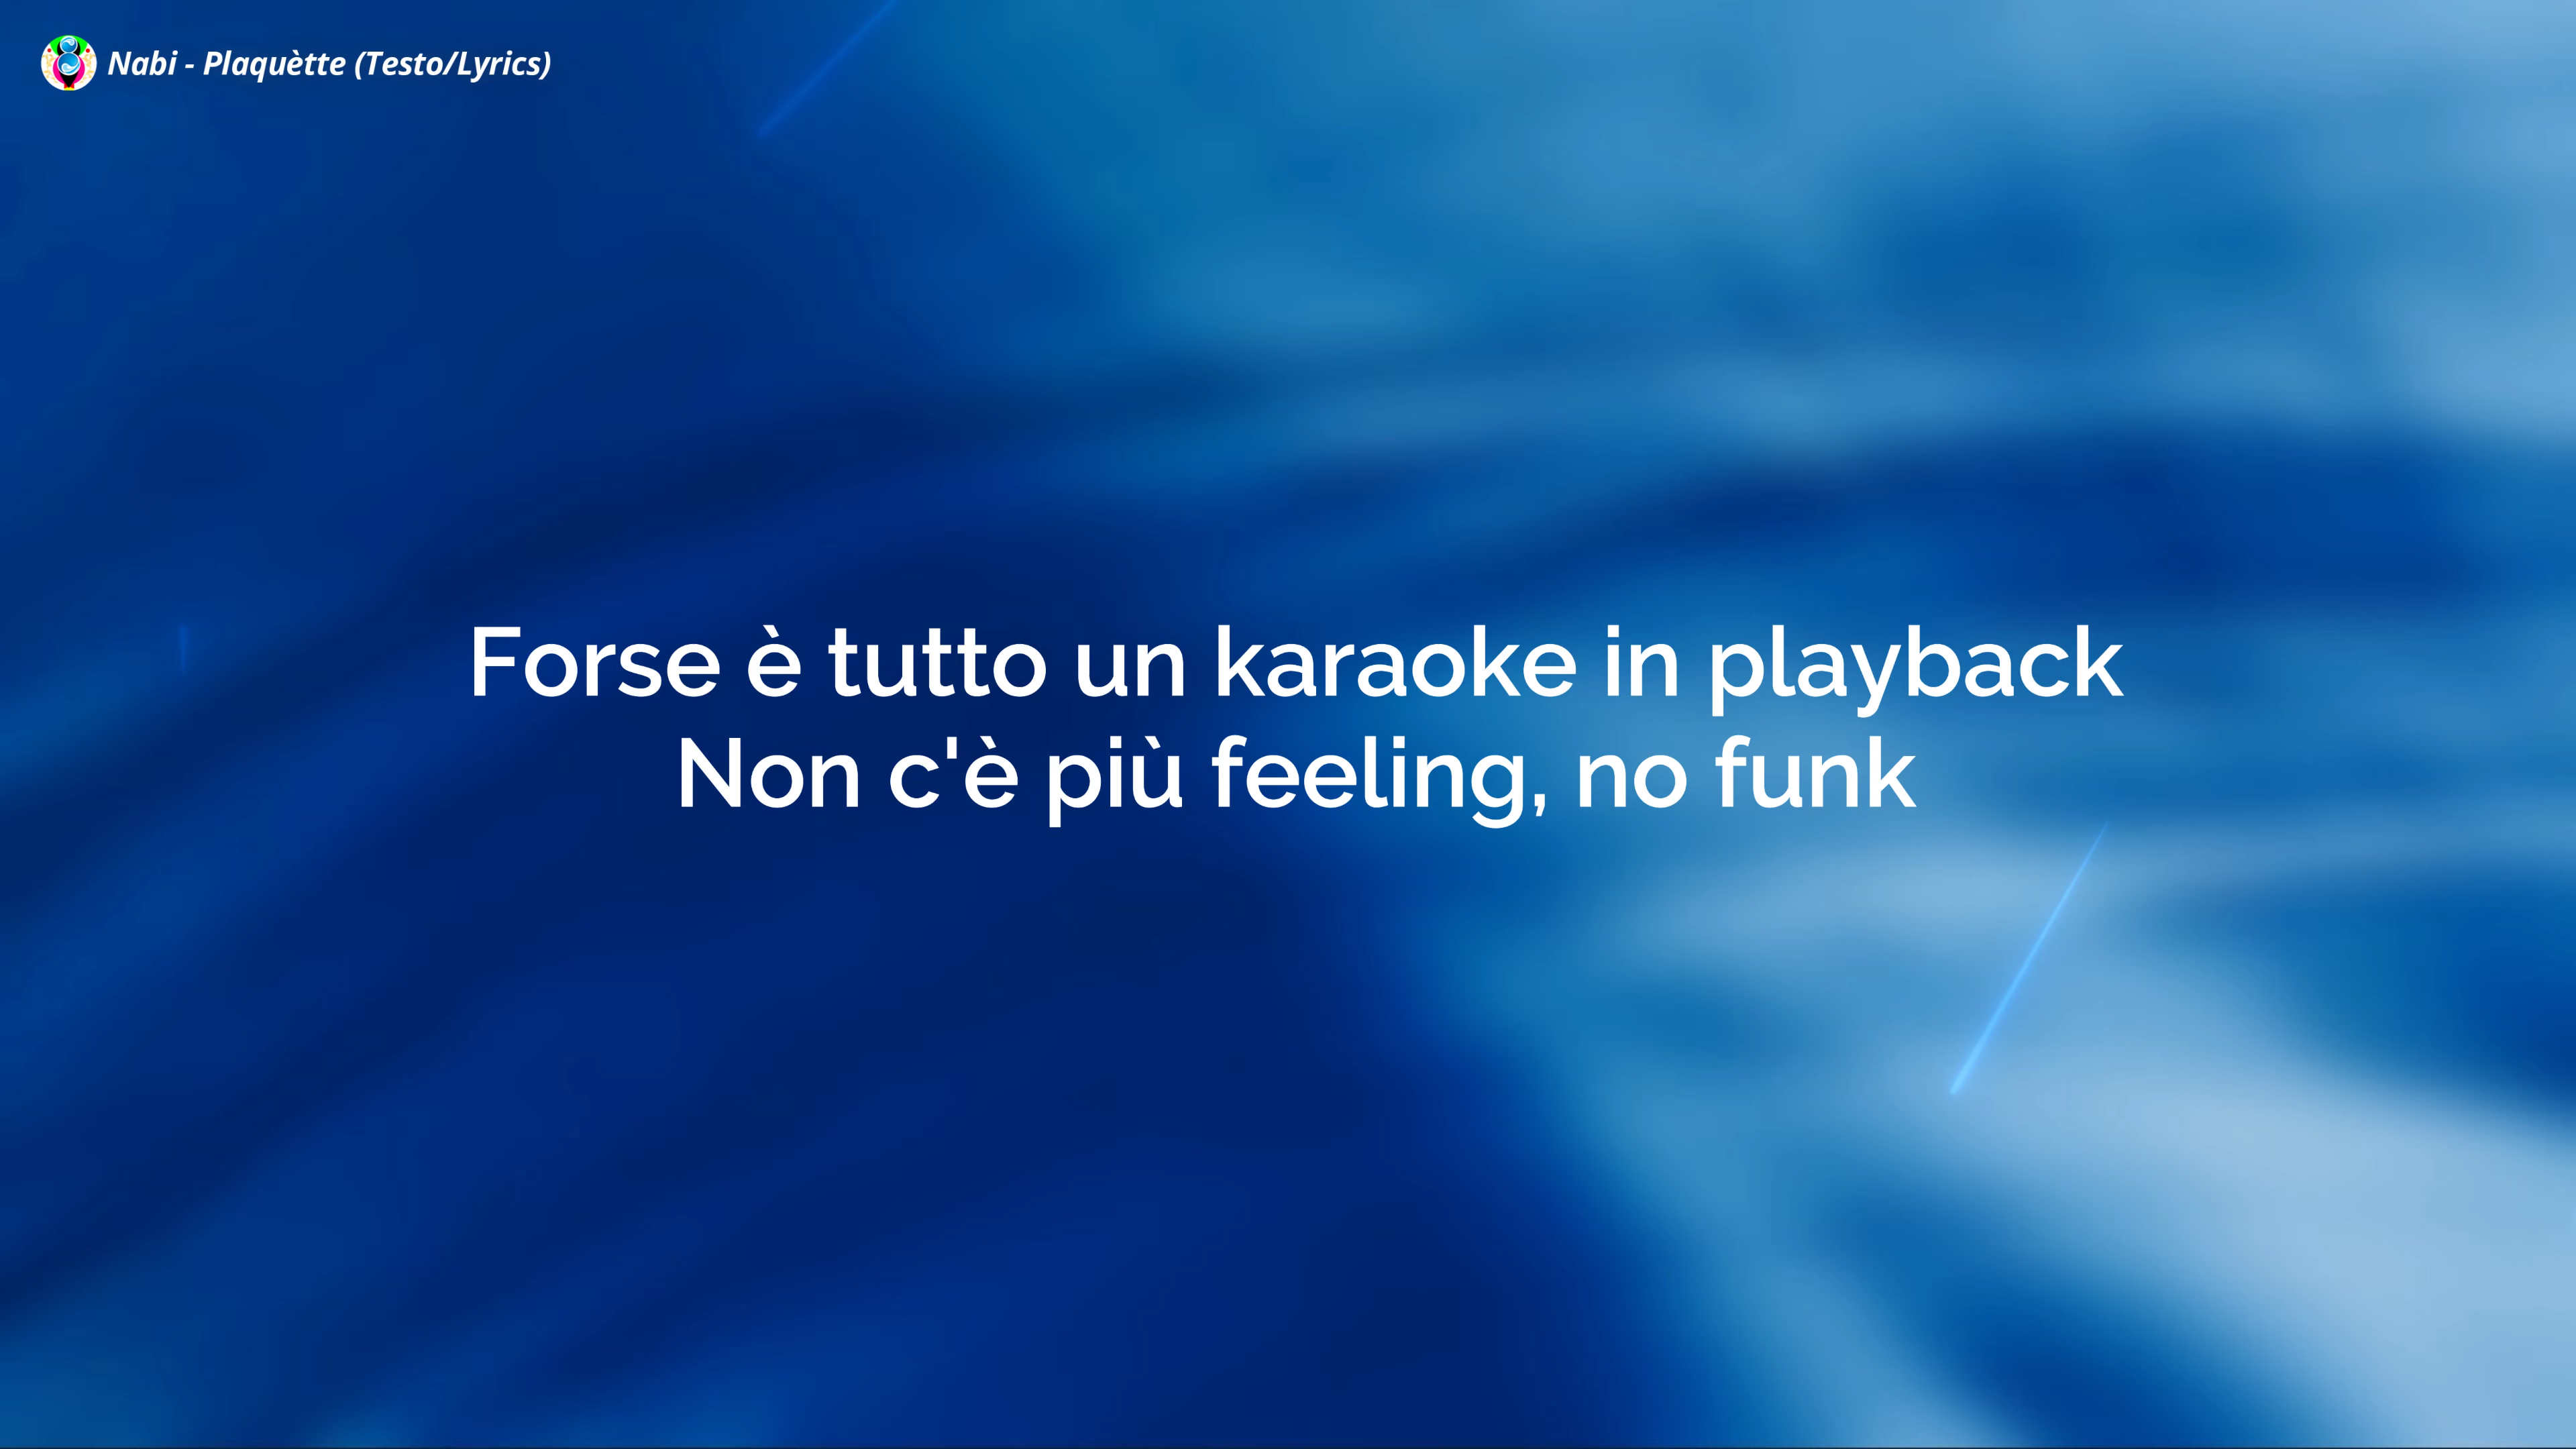 Nabi - Plaquètte (Testo/Lyrics)
Forse è tutto un karaoke in playback
Non c'è più feeling, no funk